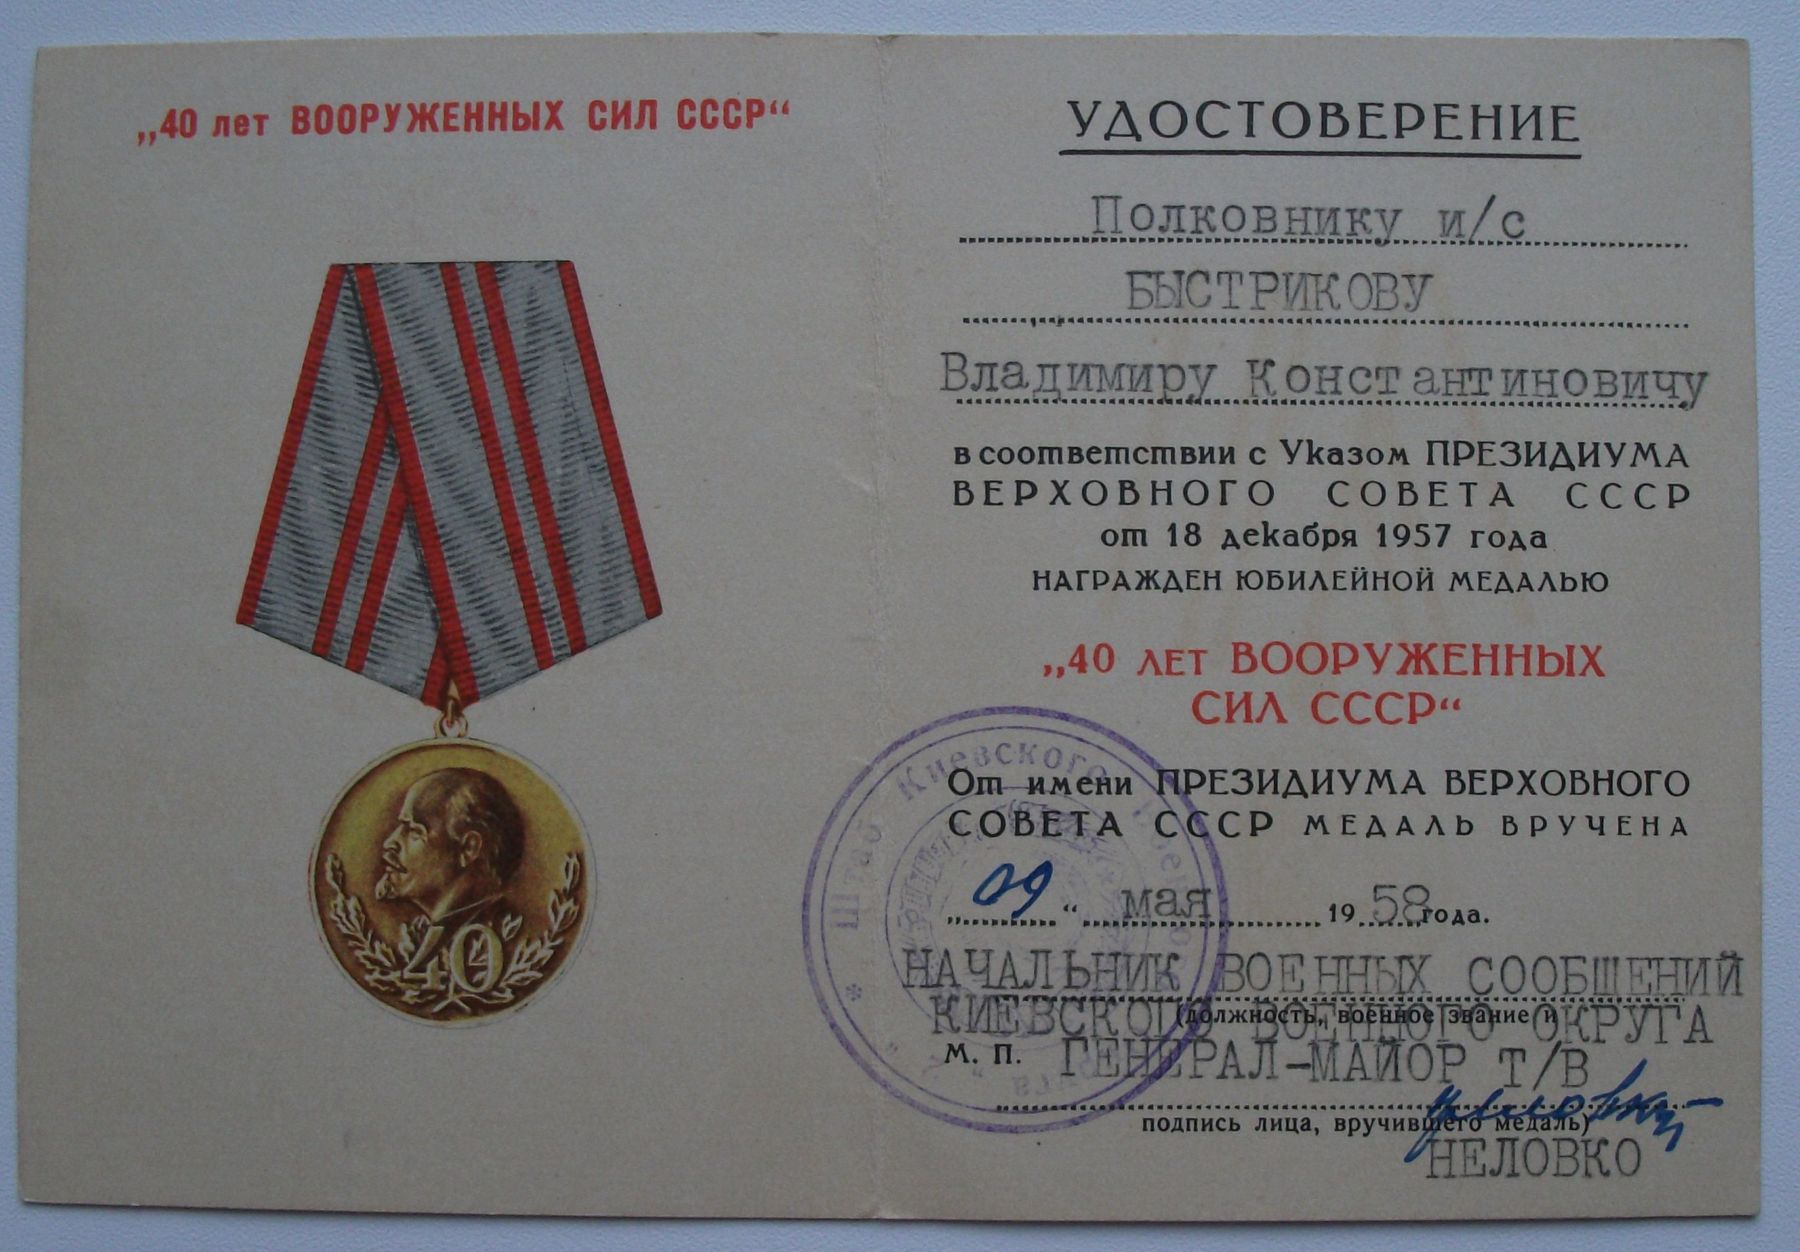 „40 лет ВООРУЖЕННЫХ СИЛ СССР“
40
УДОСТОВЕРЕНИЕ
Полковнику и/с
БЫСТРИКОВУ
Владимиру Константиновичу
в соответствии с Указом ПРЕЗИДИУМА
ВЕРХОВНОГО СОВЕТА СССР
от 18 декабря 1957 года
НАГРАЖДЕН ЮБИЛЕЙНОЙ МЕДАЛЬЮ
„40 ЛЕТ ВООРУЖЕННЫХ
СИЛ СССР“
От имени ПРЕЗИДИУМА ВЕРХОВНОГО
СОВЕТА СССР МЕДАЛЬ ВРУЧЕНА
„09“ мая 1958 года.
НАЧАЛЬНИК ВОЕННЫХ СООБЩЕНИЙ
(должность, военное звание и
КИЕВСКОГО ВОЕННОГО ОКРУГА
М. П. ГЕНЕРАЛ-МАЙОР Т/В
подпись лица, вручившего медаль)
НЕЛОВКО
* Штаб Киевского Военного